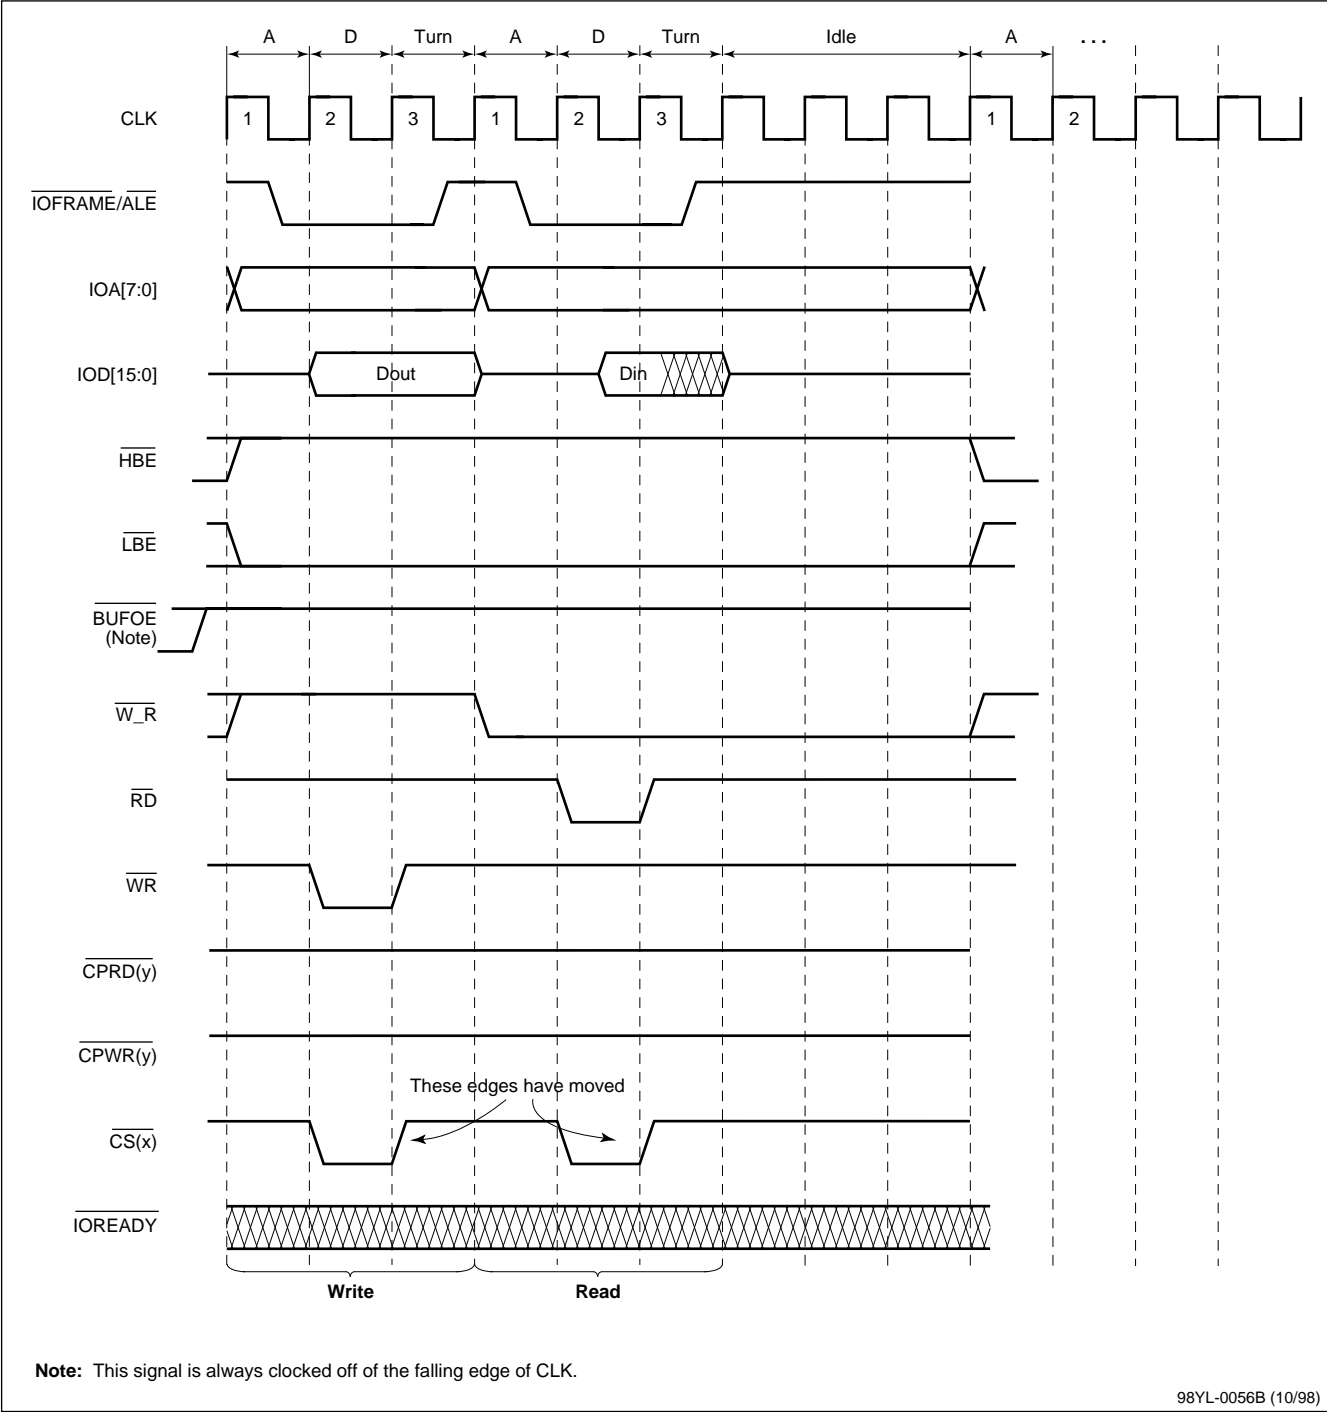 A D Turn A D Turn Idle A ...
CLK 1 2 3 1 2 3 1 2
IOFRAME/ALE
IOA[7:0]
IOD[15:0] Dout Din
HBE
LBE
BUFOE
(Note)
W_R
RD
WR
CPRD(y)
CPWR(y)
These edges have moved
CS(x)
IOREADY
Write Read
Note: This signal is always clocked off of the falling edge of CLK.
98YL-0056B (10/98)